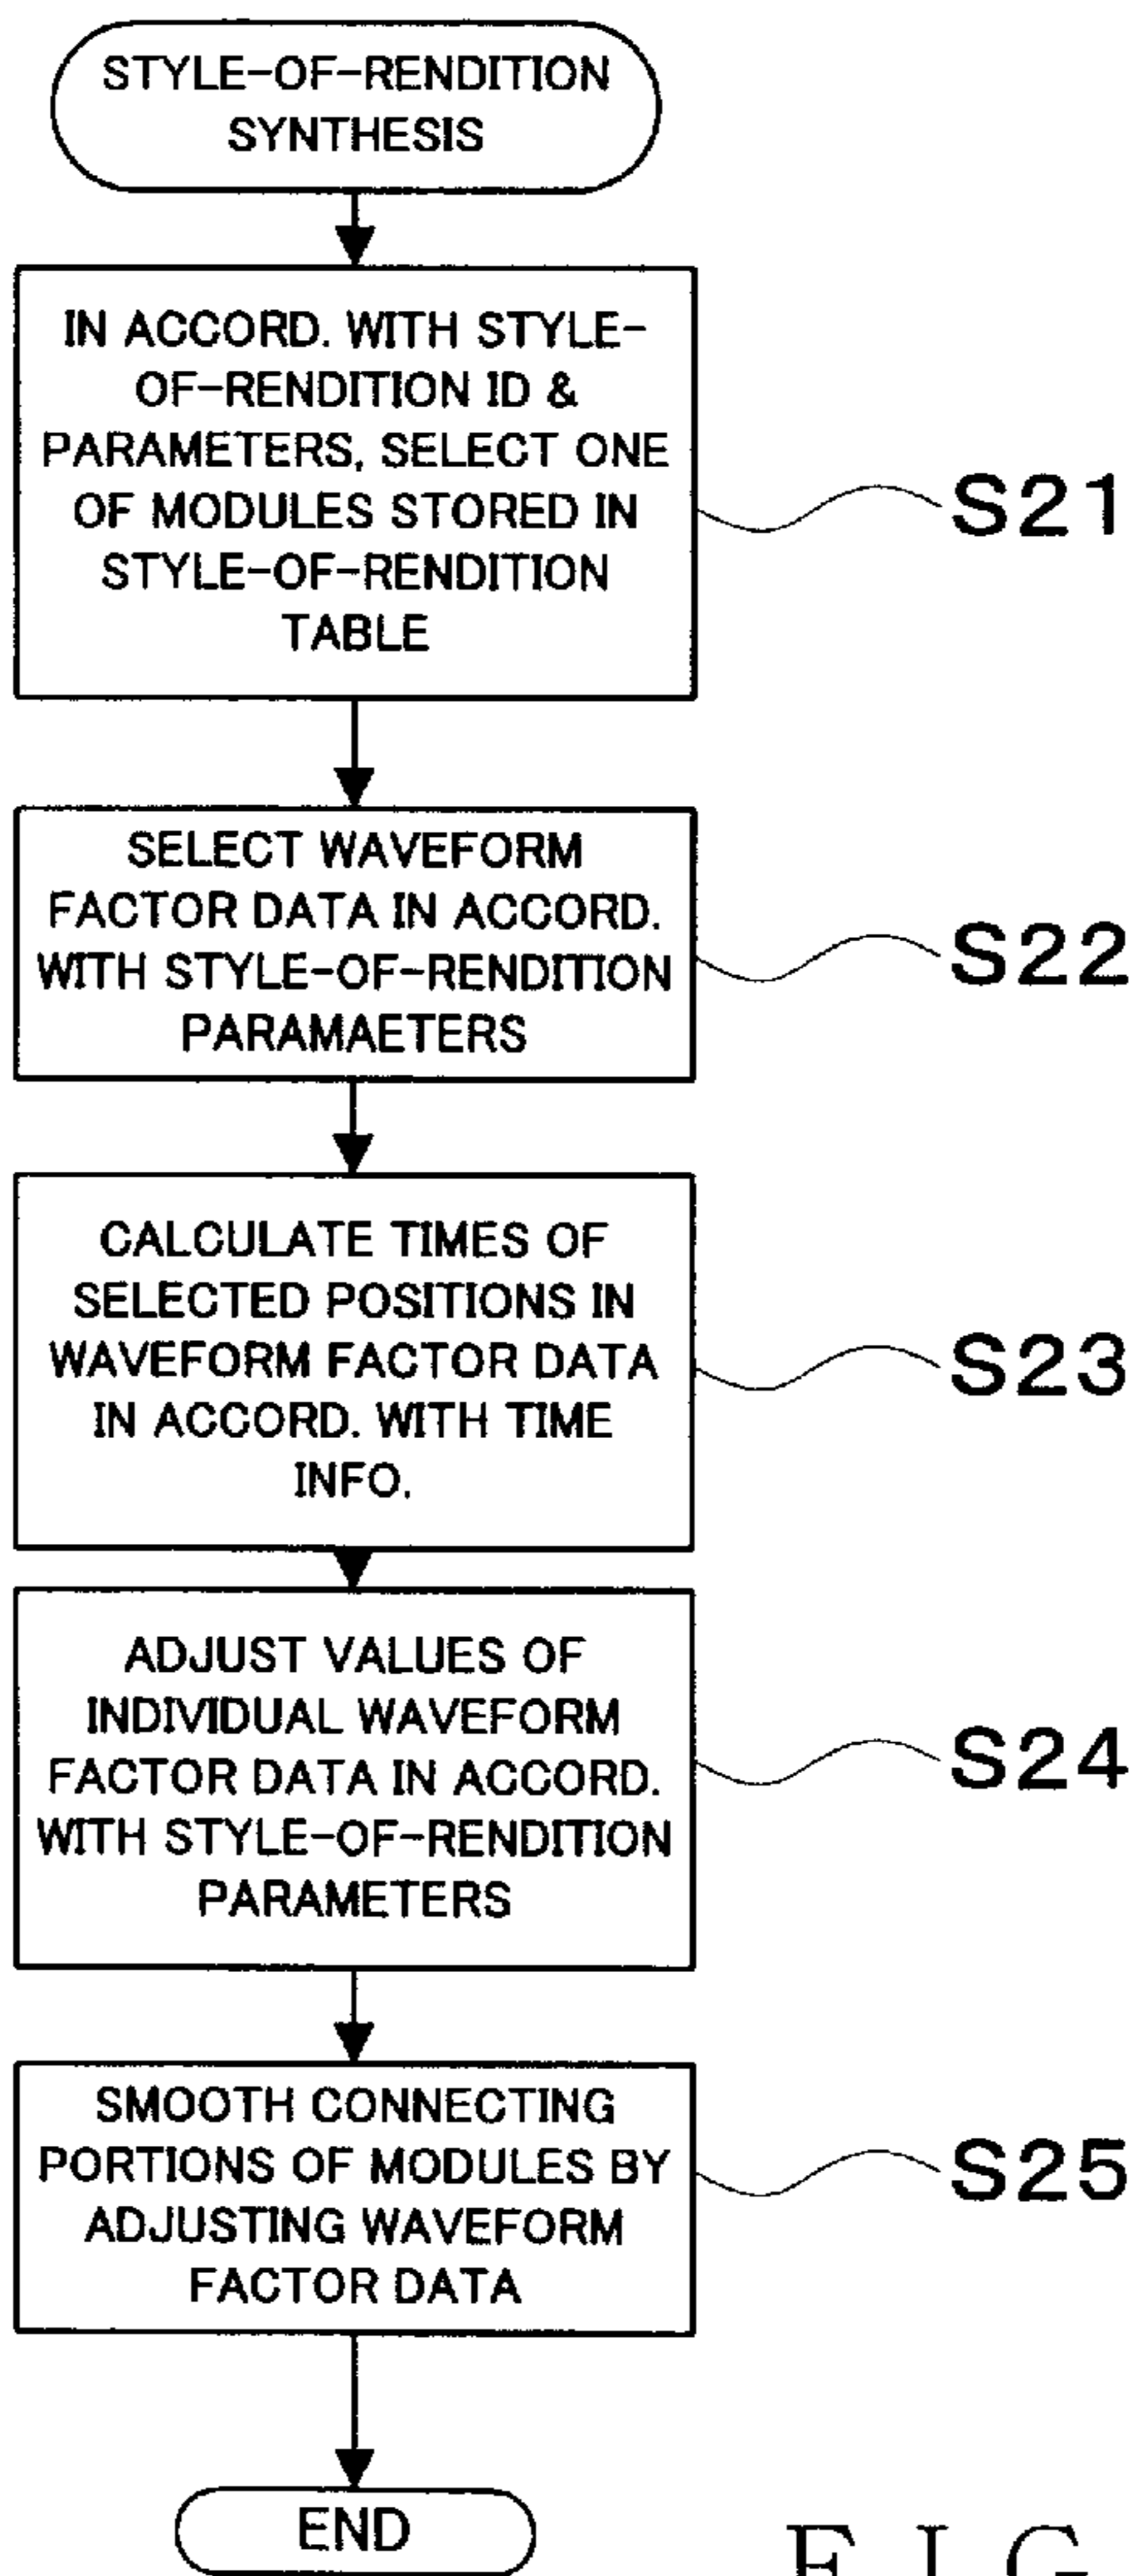 STYLE-OF-RENDITION
SYNTHESIS
IN ACCORD. WITH STYLE-
OF-RENDITION ID &
PARAMETERS, SELECT ONE
OF MODULES STORED IN
STYLE-OF-RENDITION
TABLE
S21
SELECT WAVEFORM
FACTOR DATA IN ACCORD.
WITH STYLE-OF-RENDITION
PARAMAETERS
S22
CALCULATE TIMES OF
SELECTED POSITIONS IN
WAVEFORM FACTOR DATA
IN ACCORD. WITH TIME
INFO.
S23
ADJUST VALUES OF
INDIVIDUAL WAVEFORM
FACTOR DATA IN ACCORD.
WITH STYLE-OF-RENDITION
PARAMETERS
S24
SMOOTH CONNECTING
PORTIONS OF MODULES BY
ADJUSTING WAVEFORM
FACTOR DATA
S25
END
FIG